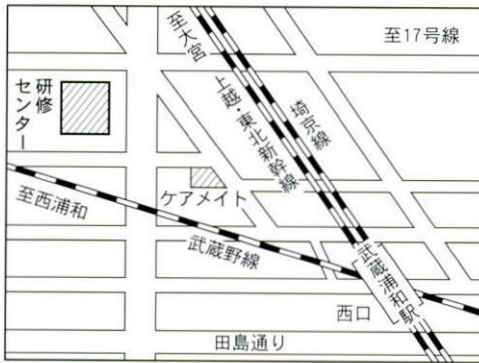 至大宮
至17号線
研修
センター
上越・東北新幹線
埼京線
ケアメイト
至西浦和
武蔵野線
武蔵浦和駅
西口
田島通り